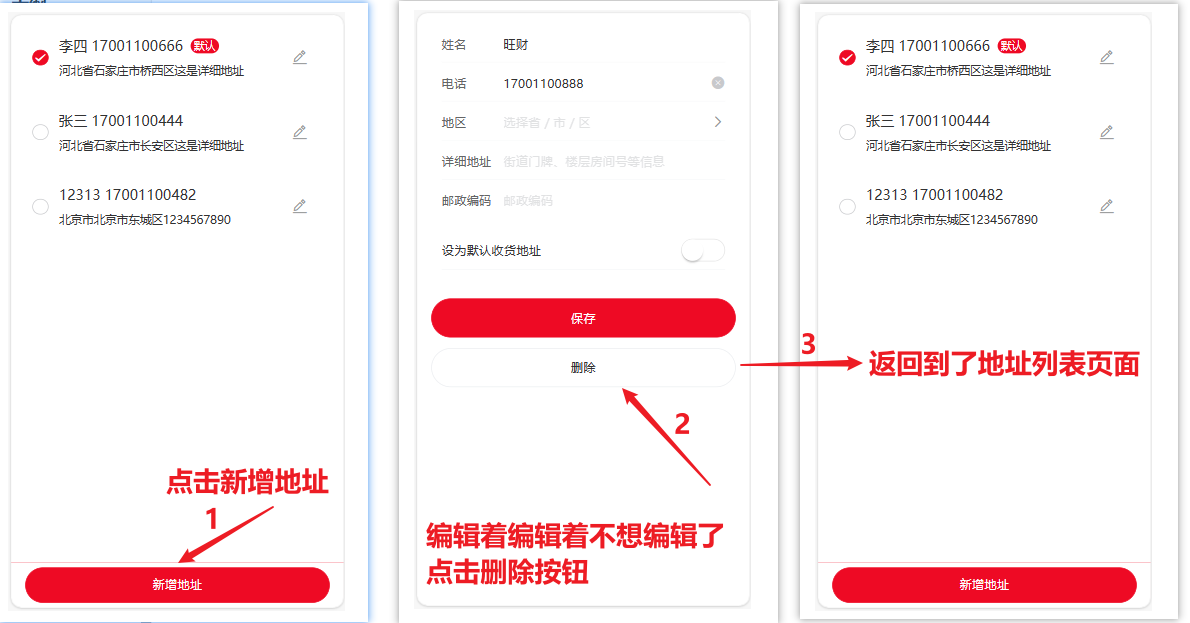 李四 17001100666 默认
河北省石家庄市桥西区这是详细地址
张三 17001100444
河北省石家庄市长安区这是详细地址
12313 17001100482
北京市北京市东城区1234567890
点击新增地址
1
新增地址
姓名 旺财
电话 17001100888
地区 选择省 / 市 / 区
详细地址 街道门牌、楼层房间号等信息
邮政编码 邮政编码
设为默认收货地址
保存
删除
2
编辑着编辑着不想编辑了
点击删除按钮
李四 17001100666 默认
河北省石家庄市桥西区这是详细地址
张三 17001100444
河北省石家庄市长安区这是详细地址
12313 17001100482
北京市北京市东城区1234567890
3
返回到了地址列表页面
新增地址